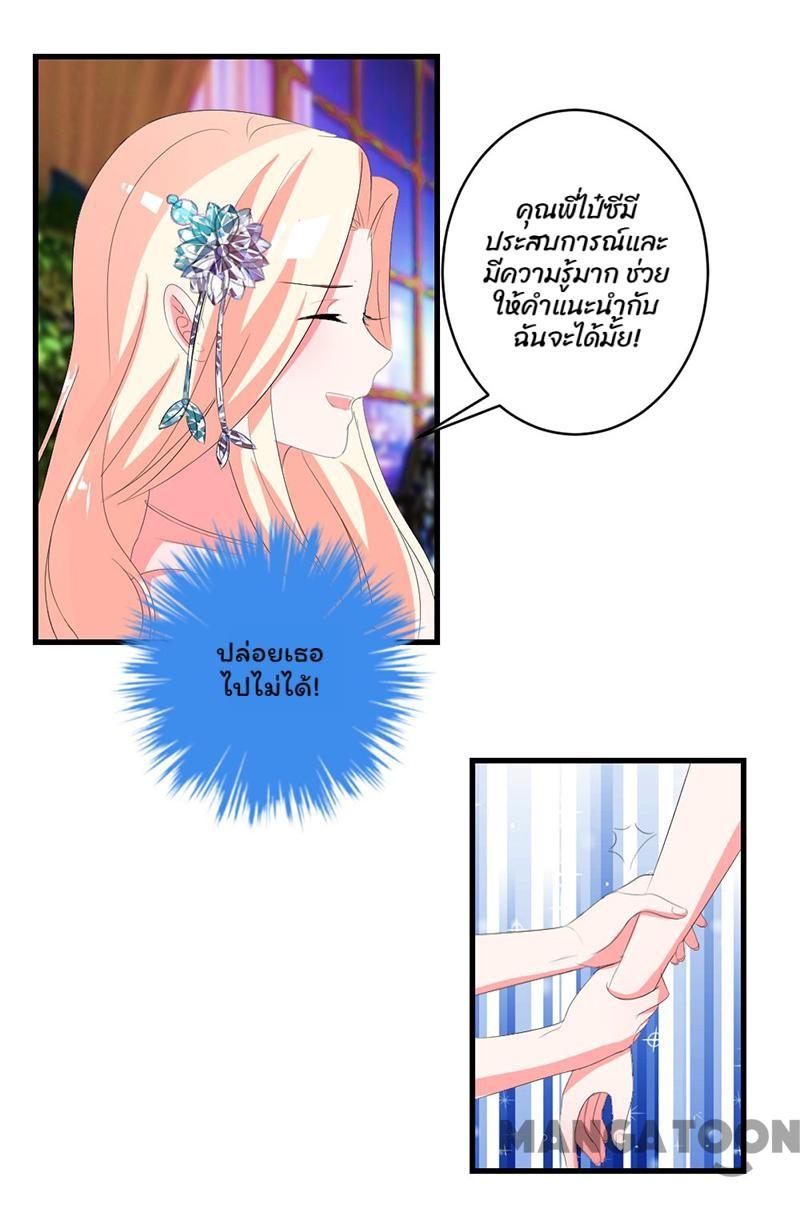 คุณพี่ไป๋ซีมี
ประสบการณ์และ
มีความรู้มาก ช่วย
ให้คำแนะนำกับ
ฉันจะได้มั้ย!
ปล่อยเธอ
ไปไม่ได้!
MANGATOON